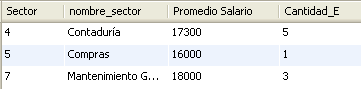 Sector nombre_sector Promedio Salario Cantidad_E
4 Contaduría 17300 5
5 Compras 16000 1
7 Mantenimiento G... 18000 3